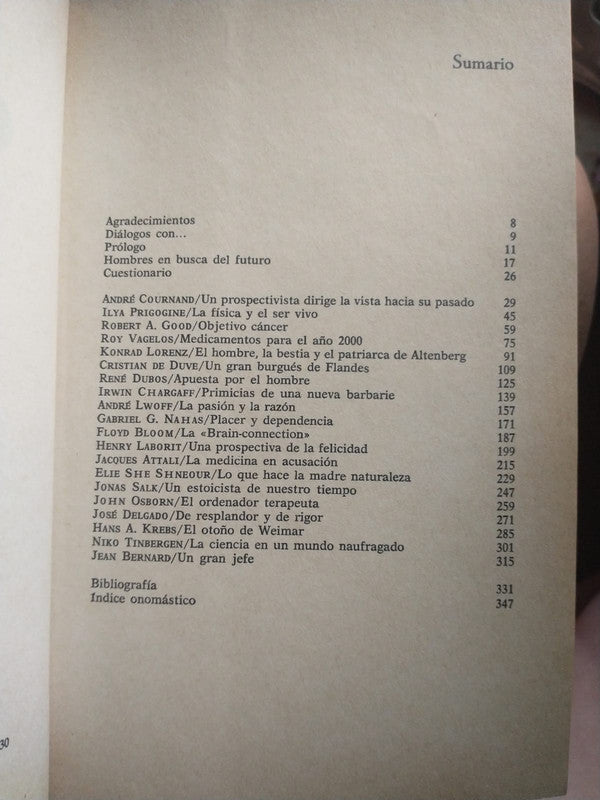 Sumario
Agradecimientos 8
Diálogos con... 9
Prólogo 11
Hombres en busca del futuro 17
Cuestionario 26
ANDRÉ COURNAND/Un prospectivista dirige la vista hacia su pasado 29
ILYA PRIGOGINE/La física y el ser vivo 45
ROBERT A. GOOD/Objetivo cáncer 59
ROY VAGELOS/Medicamentos para el año 2000 75
KONRAD LORENZ/El hombre, la bestia y el patriarca de Altenberg 91
CRISTIAN DE DUVE/Un gran burgués de Flandes 109
RENÉ DUBOS/Apuesta por el hombre 125
IRWIN CHARGAFF/Primicias de una nueva barbarie 139
ANDRÉ LWOFF/La pasión y la razón 157
GABRIEL G. NAHAS/Placer y dependencia 171
FLOYD BLOOM/La «Brain-connection» 187
HENRY LABORIT/Una prospectiva de la felicidad 199
JACQUES ATTALI/La medicina en acusación 215
ELIE SHE SHNEOUR/Lo que hace la madre naturaleza 229
JONAS SALK/Un estoicista de nuestro tiempo 247
JOHN OSBORN/El ordenador terapeuta 259
JOSÉ DELGADO/De resplandor y de rigor 271
HANS A. KREBS/El otoño de Weimar 285
NIKO TINBERGEN/La ciencia en un mundo naufragado 301
JEAN BERNARD/Un gran jefe 315
Bibliografía 331
Índice onomástico 347
30